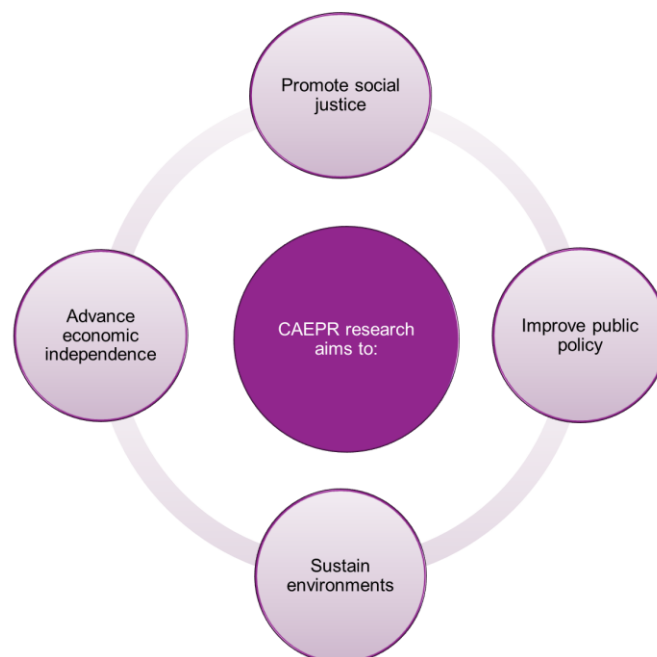 Promote social
justice
Advance
economic
independence
CAEPR research
aims to:
Improve public
policy
Sustain
environments